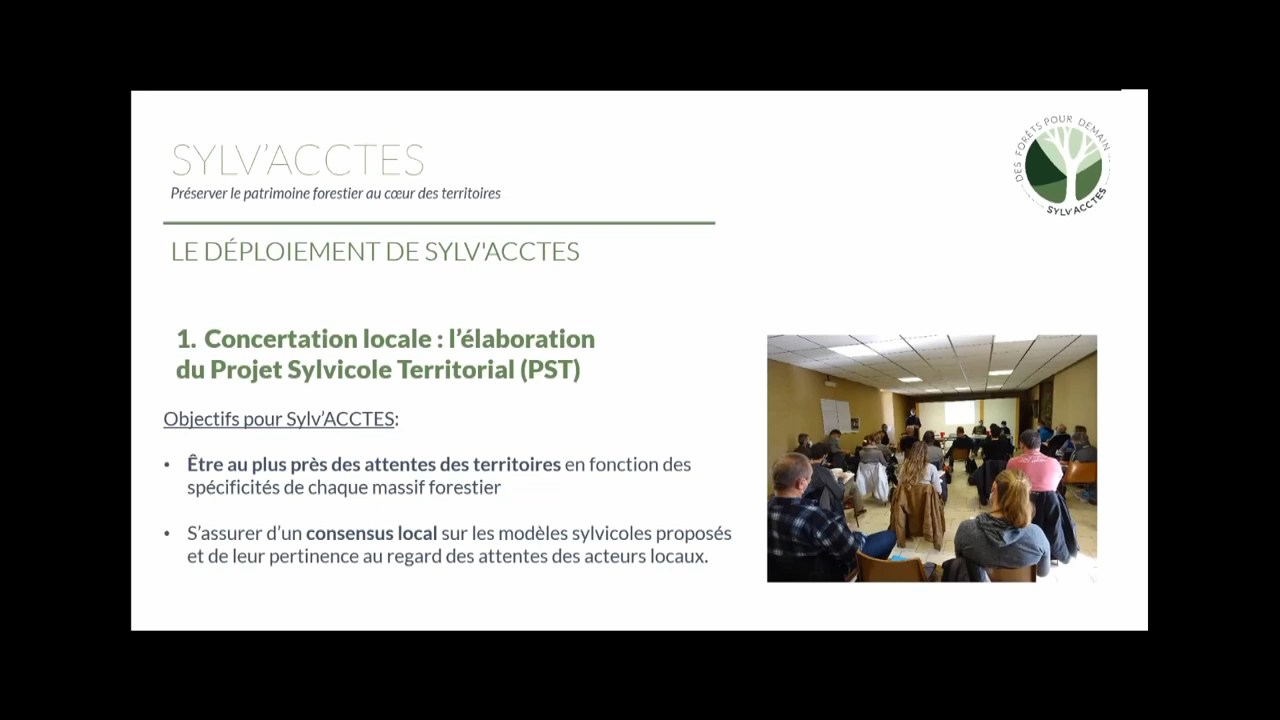 SYLV'ACCTES
Préserver le patrimoine forestier au cœur des territoires
LE DÉPLOIEMENT DE SYLV'ACCTES
DES FORÊTS POUR DEMAIN
SYLV'ACCTES
1. Concertation locale : l’élaboration
du Projet Sylvicole Territorial (PST)
Objectifs pour Sylv’ACCTES:
• Être au plus près des attentes des territoires en fonction des
spécificités de chaque massif forestier
• S’assurer d’un consensus local sur les modèles sylvicoles proposés
et de leur pertinence au regard des attentes des acteurs locaux.